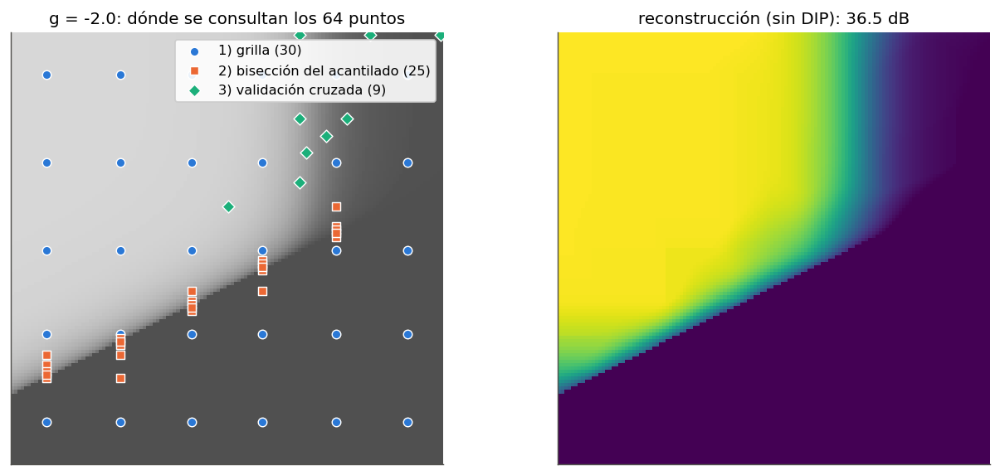 g = -2.0: dónde se consultan los 64 puntos
1) grilla (30)
2) bisección del acantilado (25)
3) validación cruzada (9)
reconstrucción (sin DIP): 36.5 dB